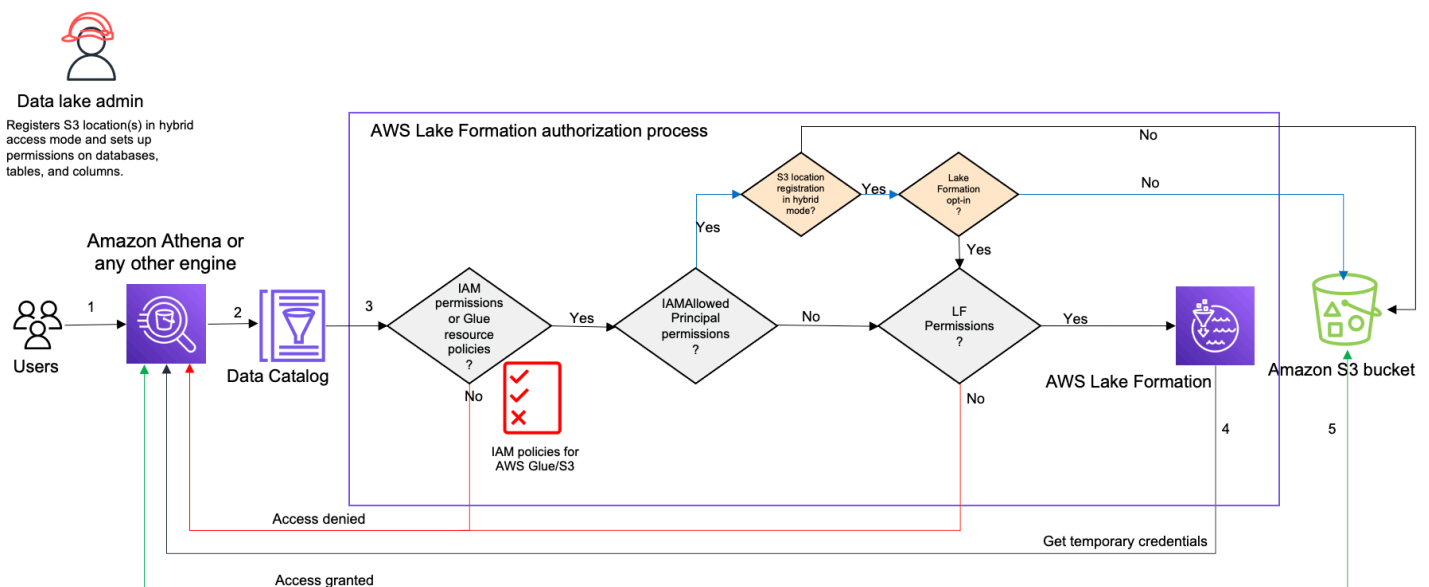 Data lake admin
Registers S3 location(s) in hybrid
access mode and sets up
permissions on databases,
tables, and columns.
AWS Lake Formation authorization process
No
S3 location
registration
in hybrid
mode?
Yes
Lake
Formation
opt-in
?
No
Yes
Yes
Amazon Athena or
any other engine
1
2
3
IAM
permissions
or Glue
resource
policies
?
Yes
IAMAllowed
Principal
permissions
?
No
LF
Permissions
?
Yes
Users
Data Catalog
AWS Lake Formation
Amazon S3 bucket
No
No
IAM policies for
AWS Glue/S3
4
5
Access denied
Get temporary credentials
Access granted